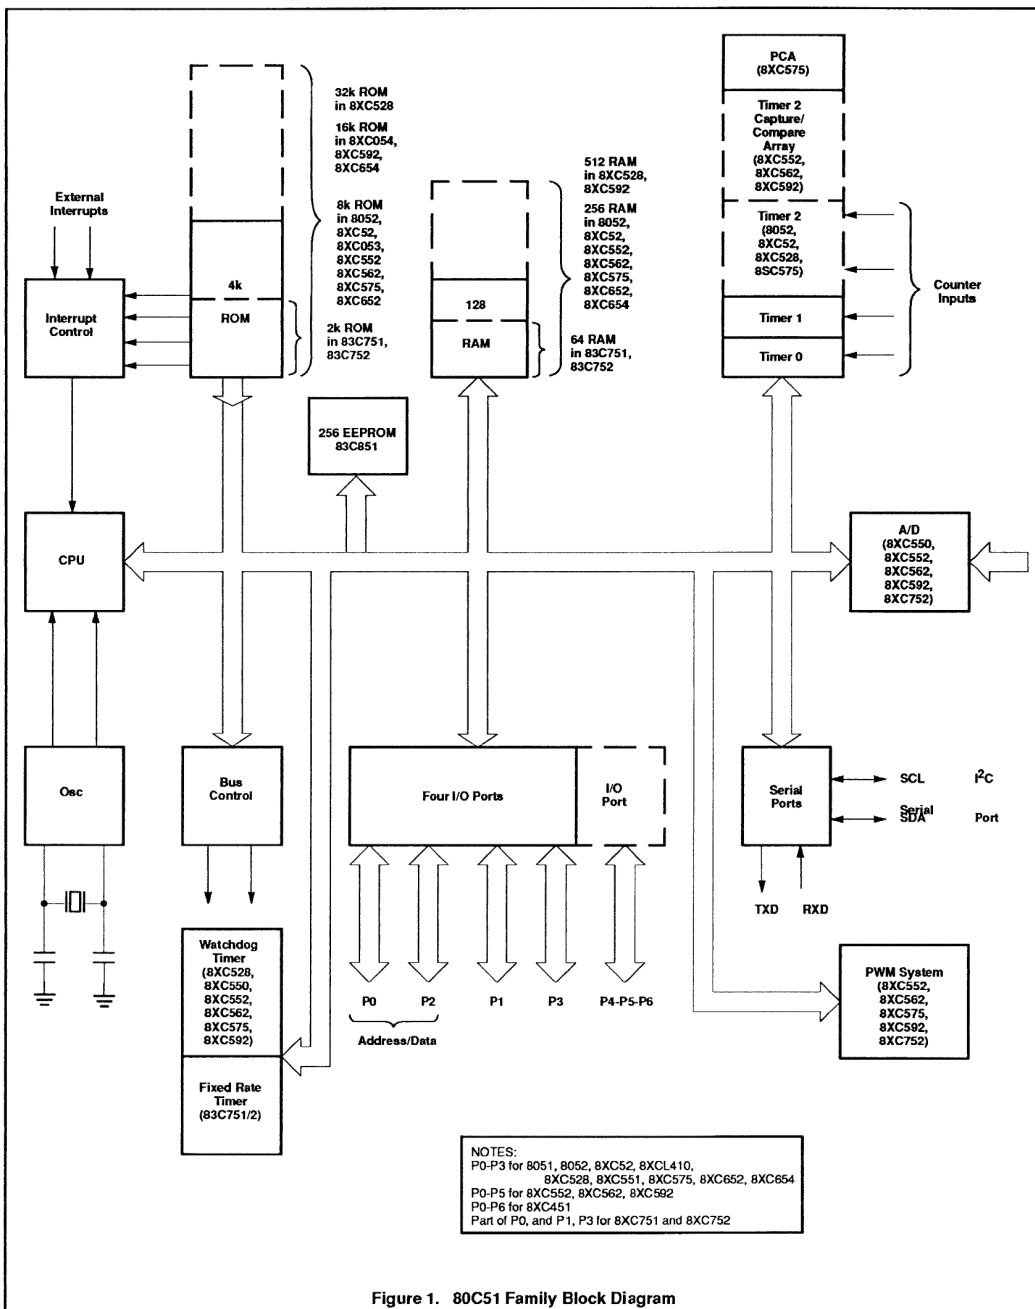 PCA
(8XC575)
Timer 2
Capture/
Compare
Array
(8XC552,
8XC562,
8XC592)
Timer 2
(8052,
8XC52,
8XC528,
8SC575)
Timer 1
Timer 0
Counter
Inputs
32k ROM
in 8XC528
16k ROM
in 8XC054,
8XC592,
8XC654
8k ROM
in 8052,
8XC52,
8XC053,
8XC552
8XC562,
8XC575,
8XC652
2k ROM
in 83C751,
83C752
4k
ROM
External
Interrupts
Interrupt
Control
512 RAM
in 8XC528,
8XC592
256 RAM
in 8052,
8XC52,
8XC552,
8XC562,
8XC575,
8XC652,
8XC654
64 RAM
in 83C751,
83C752
128
RAM
256 EEPROM
83C851
CPU
A/D
(8XC550,
8XC552,
8XC562,
8XC592,
8XC752)
Osc
Bus
Control
Four I/O Ports
I/O
Port
Serial
Ports
SCL I²C
Serial
SDA Port
TXD RXD
Watchdog
Timer
(8XC528,
8XC550,
8XC552,
8XC562,
8XC575,
8XC592)
Fixed Rate
Timer
(83C751/2)
P0 P2 P1 P3 P4-P5-P6
Address/Data
PWM System
(8XC552,
8XC562,
8XC575,
8XC592,
8XC752)
NOTES:
P0-P3 for 8051, 8052, 8XC52, 8XCL410,
8XC528, 8XC551, 8XC575, 8XC652, 8XC654
P0-P5 for 8XC552, 8XC562, 8XC592
P0-P6 for 8XC451
Part of P0, and P1, P3 for 8XC751 and 8XC752
Figure 1. 80C51 Family Block Diagram